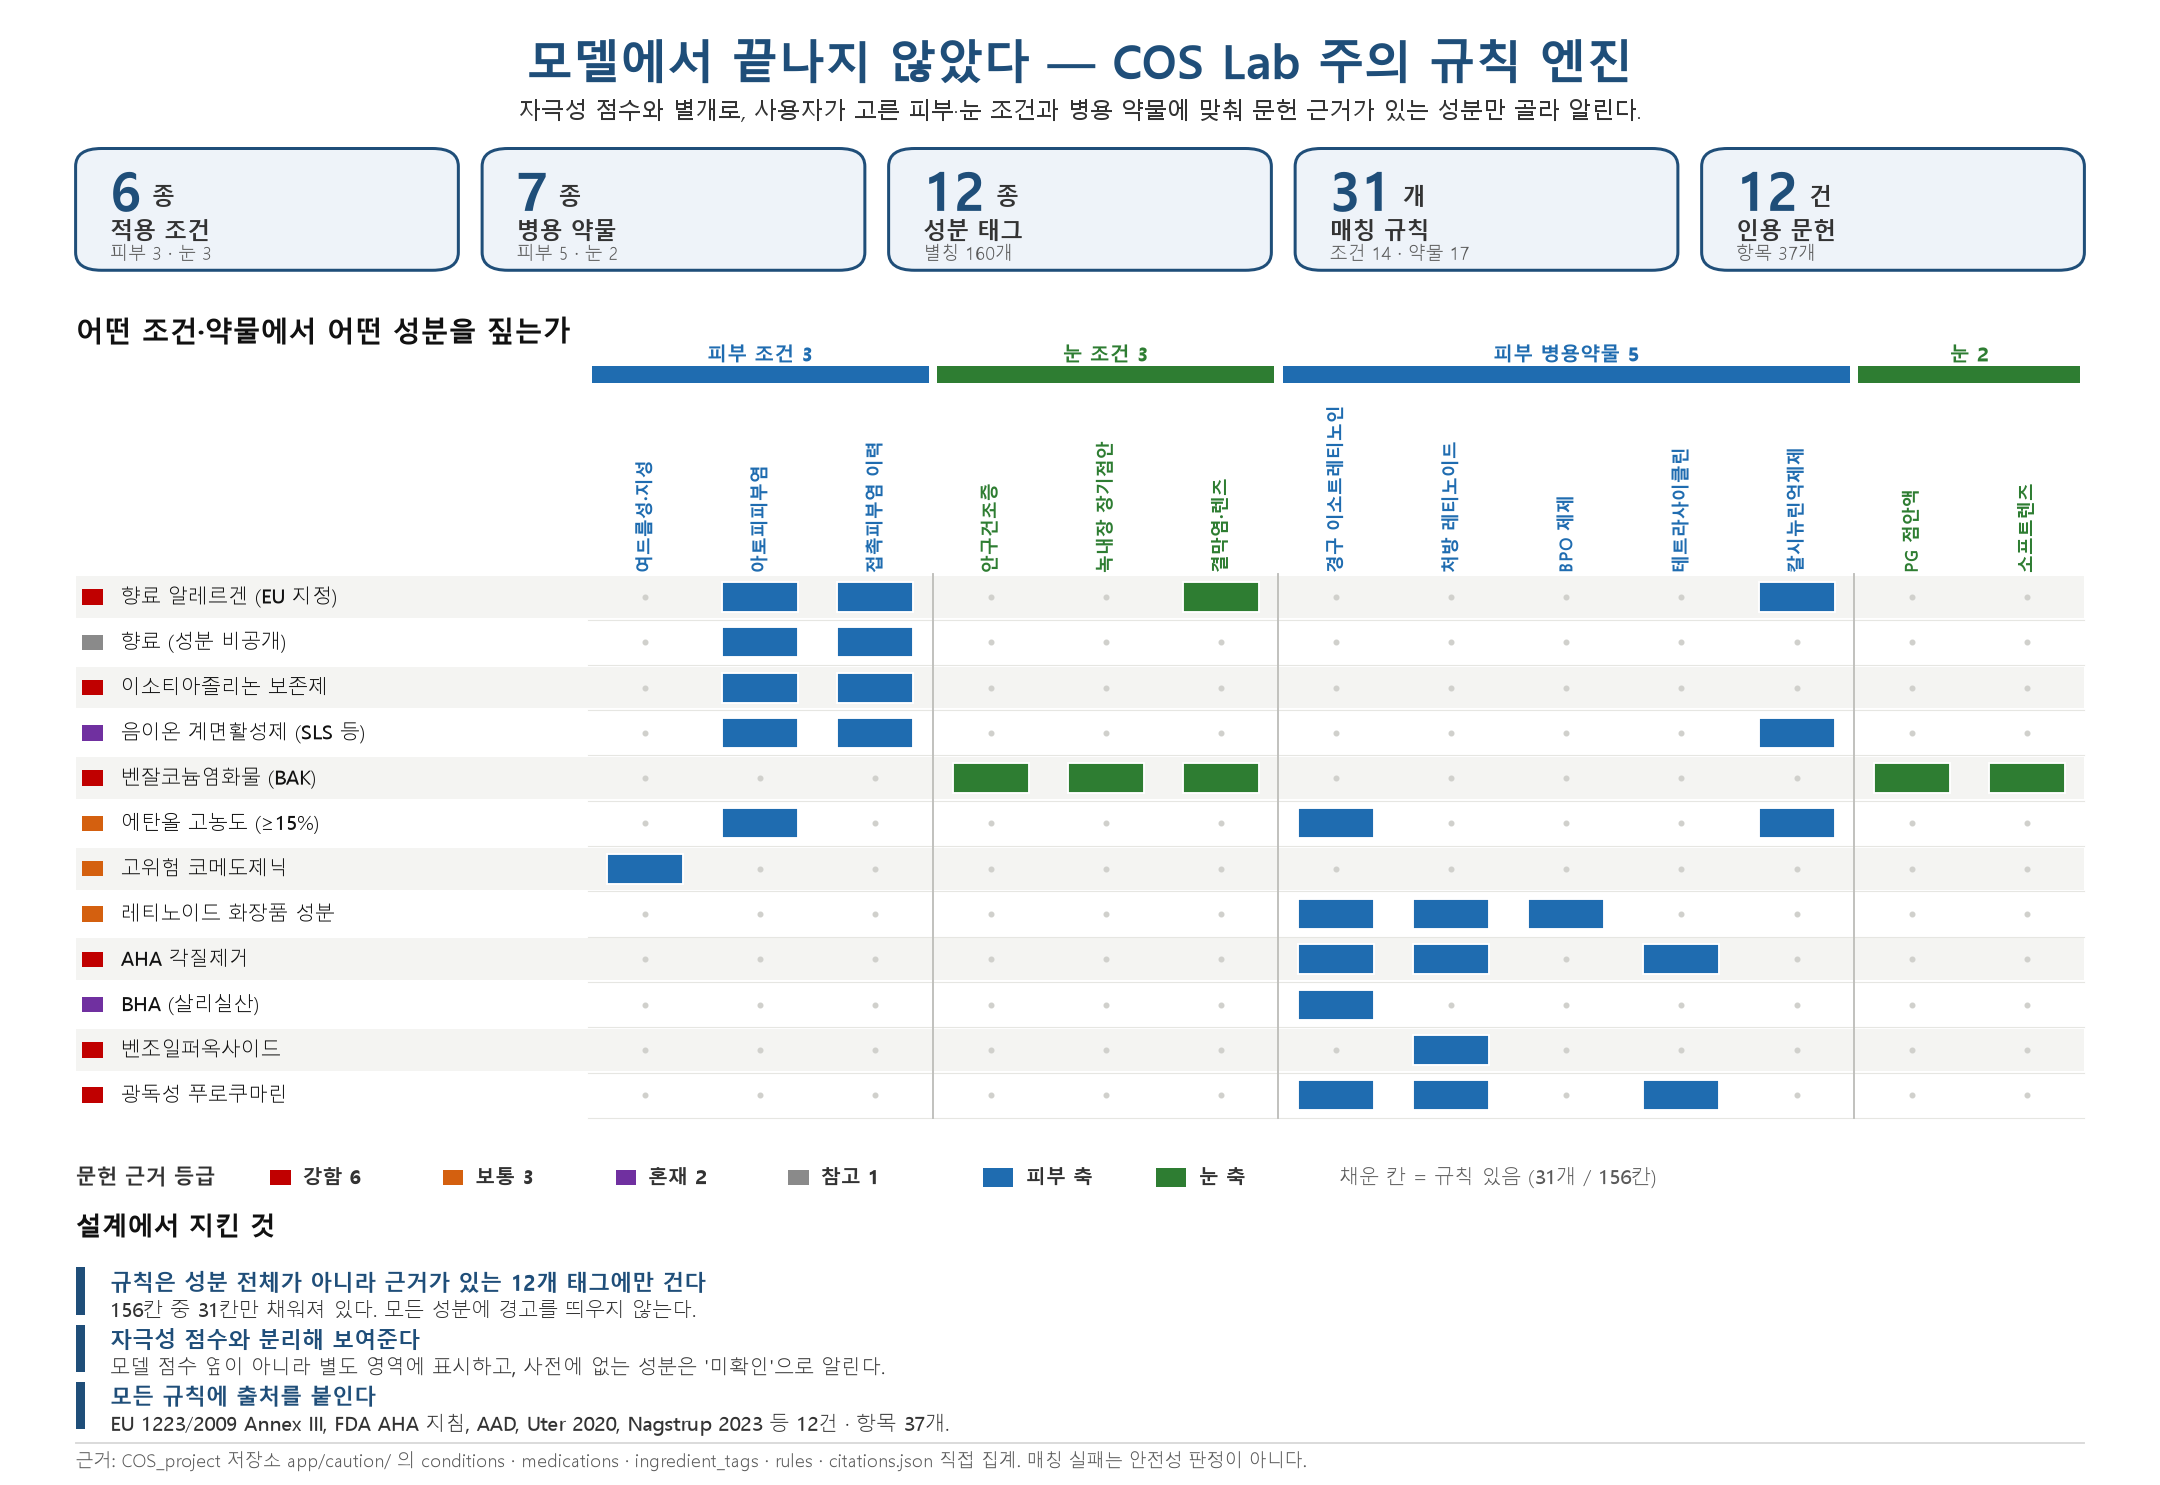 모델에서 끝나지 않았다 — COS Lab 주의 규칙 엔진
자극성 점수와 별개로, 사용자가 고른 피부·눈 조건과 병용 약물에 맞춰 문헌 근거가 있는 성분만 골라 알린다.
6 종
적용 조건
피부 3 · 눈 3
7 종
병용 약물
피부 5 · 눈 2
12 종
성분 태그
별칭 160개
31 개
매칭 규칙
조건 14 · 약물 17
12 건
인용 문헌
항목 37개
어떤 조건·약물에서 어떤 성분을 짚는가
피부 조건 3
눈 조건 3
피부 병용약물 5
눈 2
여드름성·지성
아토피피부염
접촉피부염 이력
안구건조증
녹내장 장기점안
결막염·렌즈
경구 이소트레티노인
처방 레티노이드
BPO 제제
테트라사이클린
칼시뉴린억제제
PG 점안액
소프트렌즈
향료 알레르겐 (EU 지정)
향료 (성분 비공개)
이소티아졸리논 보존제
음이온 계면활성제 (SLS 등)
벤잘코늄염화물 (BAK)
에탄올 고농도 (≥15%)
고위험 코메도제닉
레티노이드 화장품 성분
AHA 각질제거
BHA (살리실산)
벤조일퍼옥사이드
광독성 푸로쿠마린
문헌 근거 등급
강함 6
보통 3
혼재 2
참고 1
피부 축
눈 축
채운 칸 = 규칙 있음 (31개 / 156칸)
설계에서 지킨 것
규칙은 성분 전체가 아니라 근거가 있는 12개 태그에만 건다
156칸 중 31칸만 채워져 있다. 모든 성분에 경고를 띄우지 않는다.
자극성 점수와 분리해 보여준다
모델 점수 옆이 아니라 별도 영역에 표시하고, 사전에 없는 성분은 '미확인'으로 알린다.
모든 규칙에 출처를 붙인다
EU 1223/2009 Annex III, FDA AHA 지침, AAD, Uter 2020, Nagstrup 2023 등 12건 · 항목 37개.
근거: COS_project 저장소 app/caution/ 의 conditions · medications · ingredient_tags · rules · citations.json 직접 집계. 매칭 실패는 안전성 판정이 아니다.